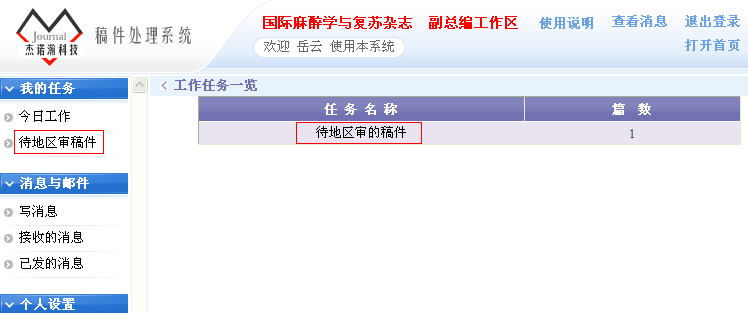 Journal
杰诺瀚科技
稿件处理系统
国际麻醉学与复苏杂志 副总编工作区
使用说明 查看消息 退出登录
欢迎 岳云 使用本系统
打开首页
我的任务
今日工作
待地区审稿件
消息与邮件
写消息
接收的消息
已发的消息
个人设置
工作任务一览
任务名称 篇数
待地区审的稿件 1